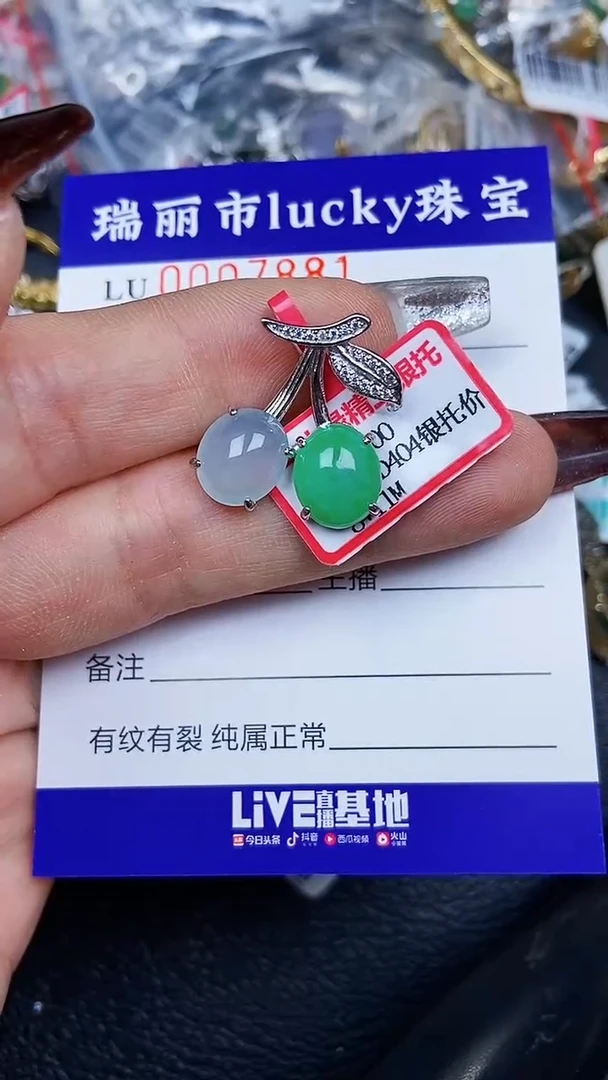 瑞丽市lucky珠宝
LU 0007881
银托
00
0404银托价
主播
备注
有纹有裂 纯属正常
LiVE直播基地
今日头条 抖音 西瓜视频 火山